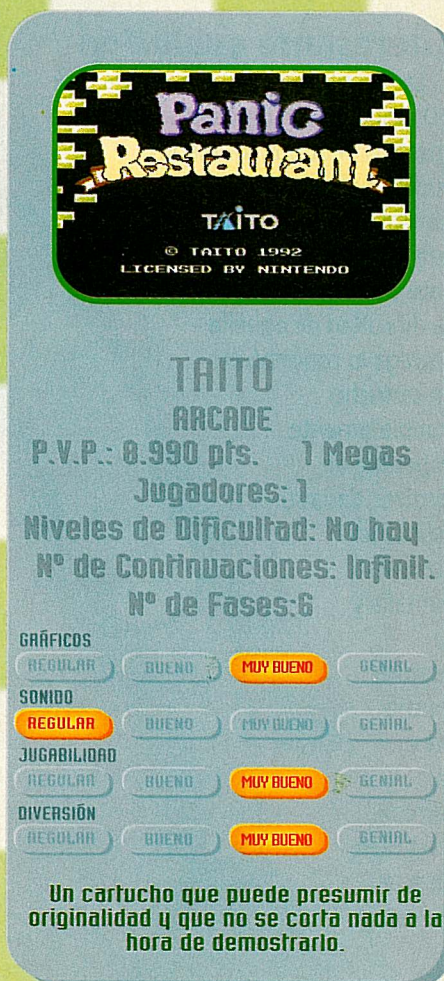 Panic
Restaurant
TAITO
© TAITO 1992
LICENSED BY NINTENDO
TAITO
ARCADE
P.V.P.: 8.990 pts. 1 Megas
Jugadores: 1
Niveles de Dificultad: No hay
Nº de Continuaciones: Infinit.
Nº de Fases:6
GRÁFICOS
REGULAR BUENO MUY BUENO GENIAL
SONIDO
REGULAR BUENO MUY BUENO GENIAL
JUGABILIDAD
REGULAR BUENO MUY BUENO GENIAL
DIVERSIÓN
REGULAR BUENO MUY BUENO GENIAL
Un cartucho que puede presumir de
originalidad y que no se corta nada a la
hora de demostrarlo.